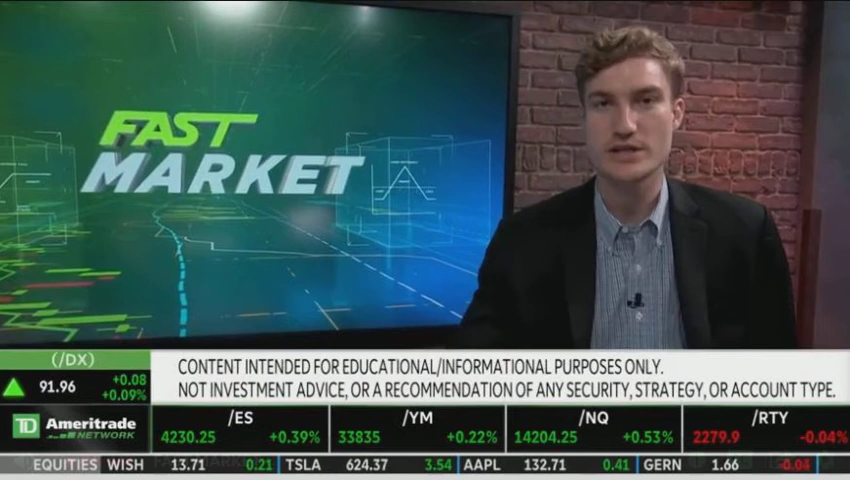 FAST
MARKET
(/DX)
91.96 +0.08
+0.09%
CONTENT INTENDED FOR EDUCATIONAL/INFORMATIONAL PURPOSES ONLY.
NOT INVESTMENT ADVICE, OR A RECOMMENDATION OF ANY SECURITY, STRATEGY, OR ACCOUNT TYPE.
TD Ameritrade
NETWORK
/ES
4230.25 +0.39%
/YM
33835 +0.22%
/NQ
14204.25 +0.53%
/RTY
2279.9 -0.04%
EQUITIES WISH 13.71 0.21 TSLA 624.37 3.54 AAPL 132.71 0.41 GERN 1.66 -0.04